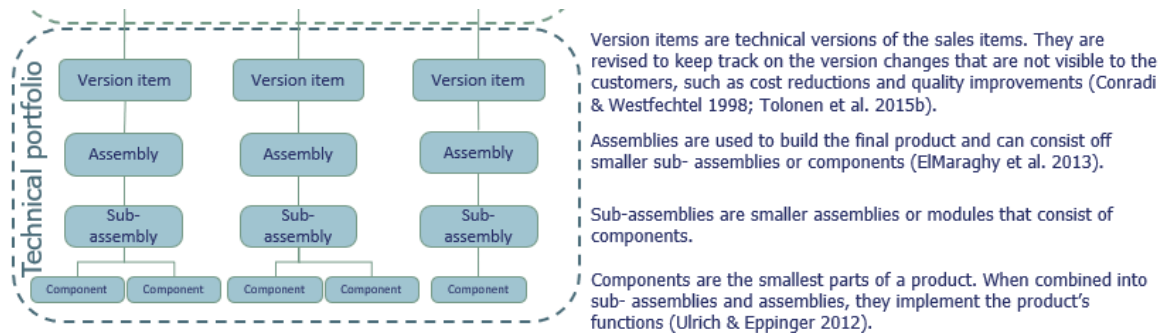 Technical portfolio
Version item
Version item
Version item
Version items are technical versions of the sales items. They are
revised to keep track on the version changes that are not visible to the
customers, such as cost reductions and quality improvements (Conradi
& Westfechtel 1998; Tolonen et al. 2015b).
Assembly
Assembly
Assembly
Assemblies are used to build the final product and can consist off
smaller sub- assemblies or components (ElMaraghy et al. 2013).
Sub-
assembly
Sub-
assembly
Sub-
assembly
Sub-assemblies are smaller assemblies or modules that consist of
components.
Component
Component
Component
Component
Component
Components are the smallest parts of a product. When combined into
sub- assemblies and assemblies, they implement the product's
functions (Ulrich & Eppinger 2012).